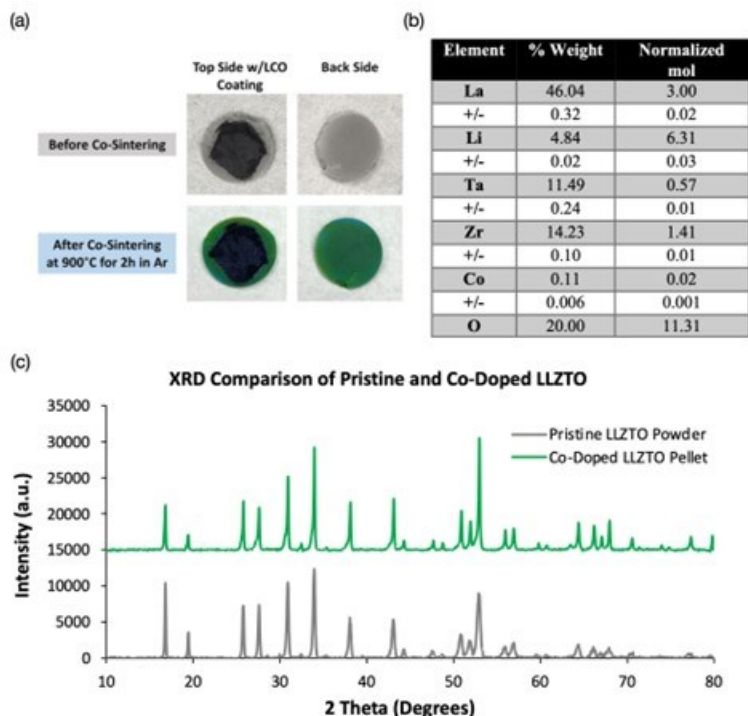 (a)
Top Side w/LCO
Coating
Back Side
Before Co-Sintering
After Co-Sintering
at 900°C for 2h in Ar
(b)
Element % Weight Normalized
mol
La 46.04 3.00
+/- 0.32 0.02
Li 4.84 6.31
+/- 0.02 0.03
Ta 11.49 0.57
+/- 0.24 0.01
Zr 14.23 1.41
+/- 0.10 0.01
Co 0.11 0.02
+/- 0.006 0.001
O 20.00 11.31
(c)
XRD Comparison of Pristine and Co-Doped LLZTO
35000
30000
25000
20000
15000
10000
5000
0
Intensity (a.u.)
Pristine LLZTO Powder
Co-Doped LLZTO Pellet
10 20 30 40 50 60 70 80
2 Theta (Degrees)